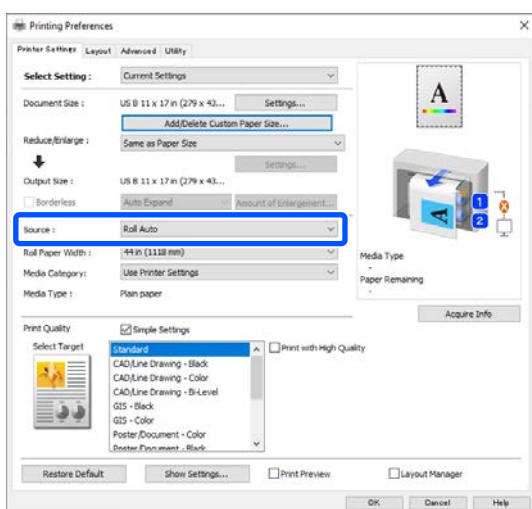 Printing Preferences
Printer Settings Layout Advanced Utility
Select Setting : Current Settings
Document Size : US B 11 x 17 in (279 x 43... Settings...
Add/Delete Custom Paper Size...
Reduce/Enlarge : Same as Paper Size
Settings...
Output Size : US B 11 x 17 in (279 x 43...
Borderless Auto Expand Amount of Enlargement...
Source : Roll Auto
Roll Paper Width : 44 in (1118 mm)
Media Category: Use Printer Settings
Media Type : Plain paper
A
A
1
2
Media Type
-
Paper Remaining
-
Acquire Info
Print Quality Simple Settings
Select Target Standard Print with High Quality
CAD/Line Drawing - Black
CAD/Line Drawing - Color
CAD/Line Drawing - Bi-Level
GIS - Black
GIS - Color
Poster/Document - Color
Poster/Document - Black
Restore Default Show Settings... Print Preview Layout Manager
OK Cancel Help